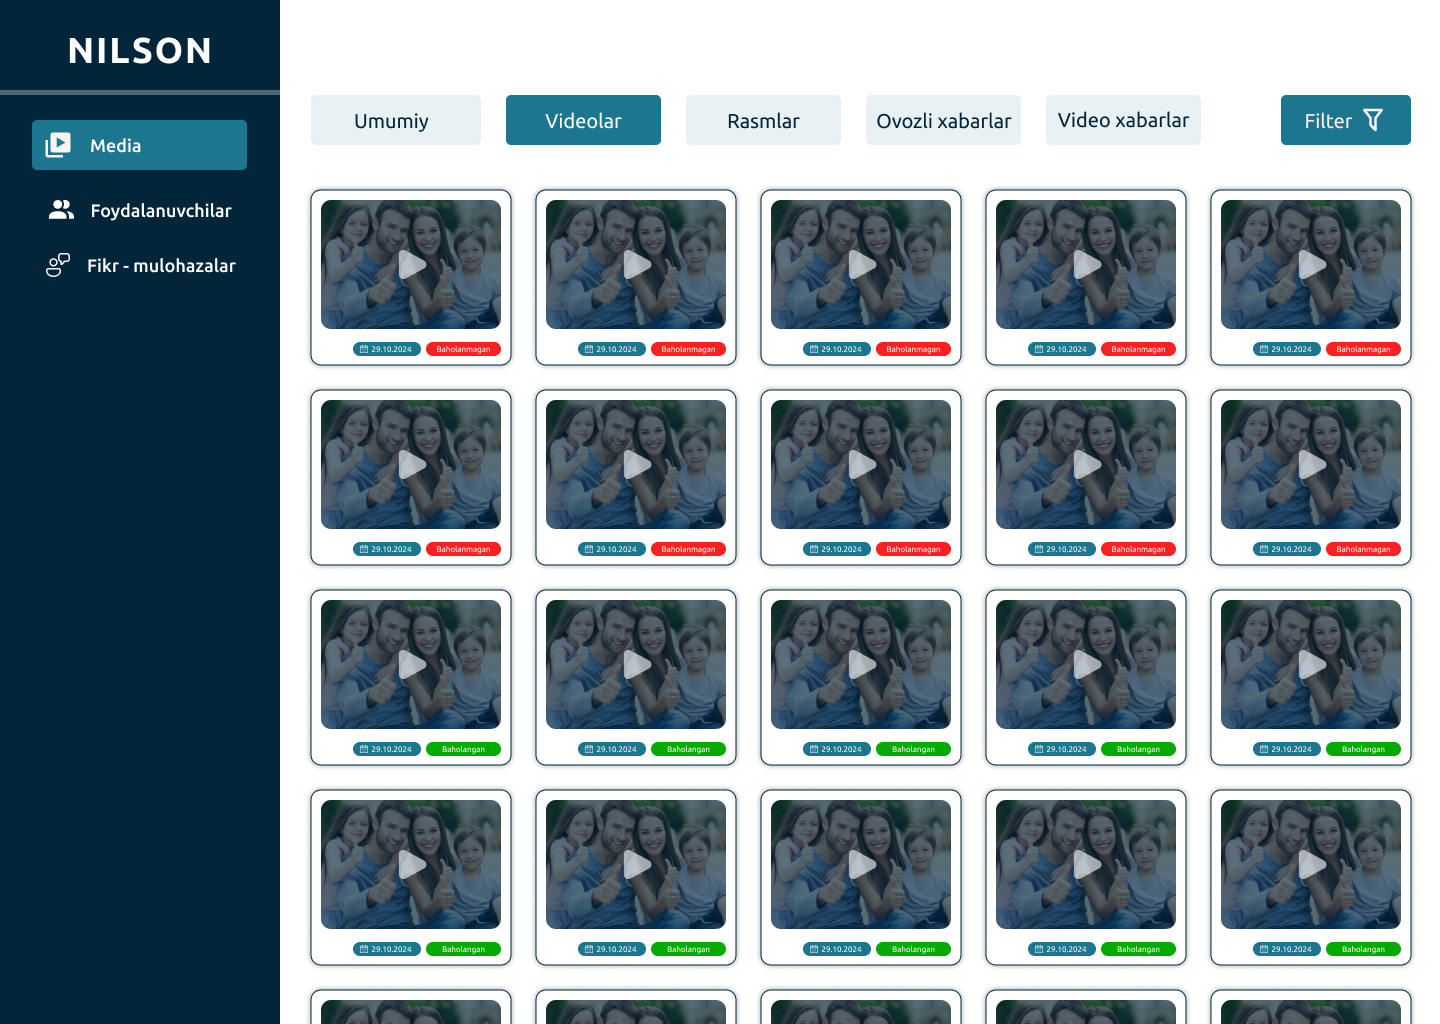 NILSON
Media
Foydalanuvchilar
Fikr - mulohazalar
Umumiy Videolar Rasmlar Ovozli xabarlar Video xabarlar Filter
29.10.2024 Baholanmagan 29.10.2024 Baholanmagan 29.10.2024 Baholanmagan 29.10.2024 Baholanmagan 29.10.2024 Baholanmagan
29.10.2024 Baholanmagan 29.10.2024 Baholanmagan 29.10.2024 Baholanmagan 29.10.2024 Baholanmagan 29.10.2024 Baholanmagan
29.10.2024 Baholangan 29.10.2024 Baholangan 29.10.2024 Baholangan 29.10.2024 Baholangan 29.10.2024 Baholangan
29.10.2024 Baholangan 29.10.2024 Baholangan 29.10.2024 Baholangan 29.10.2024 Baholangan 29.10.2024 Baholangan